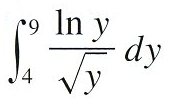 ∫₄⁹ ln y / √y dy